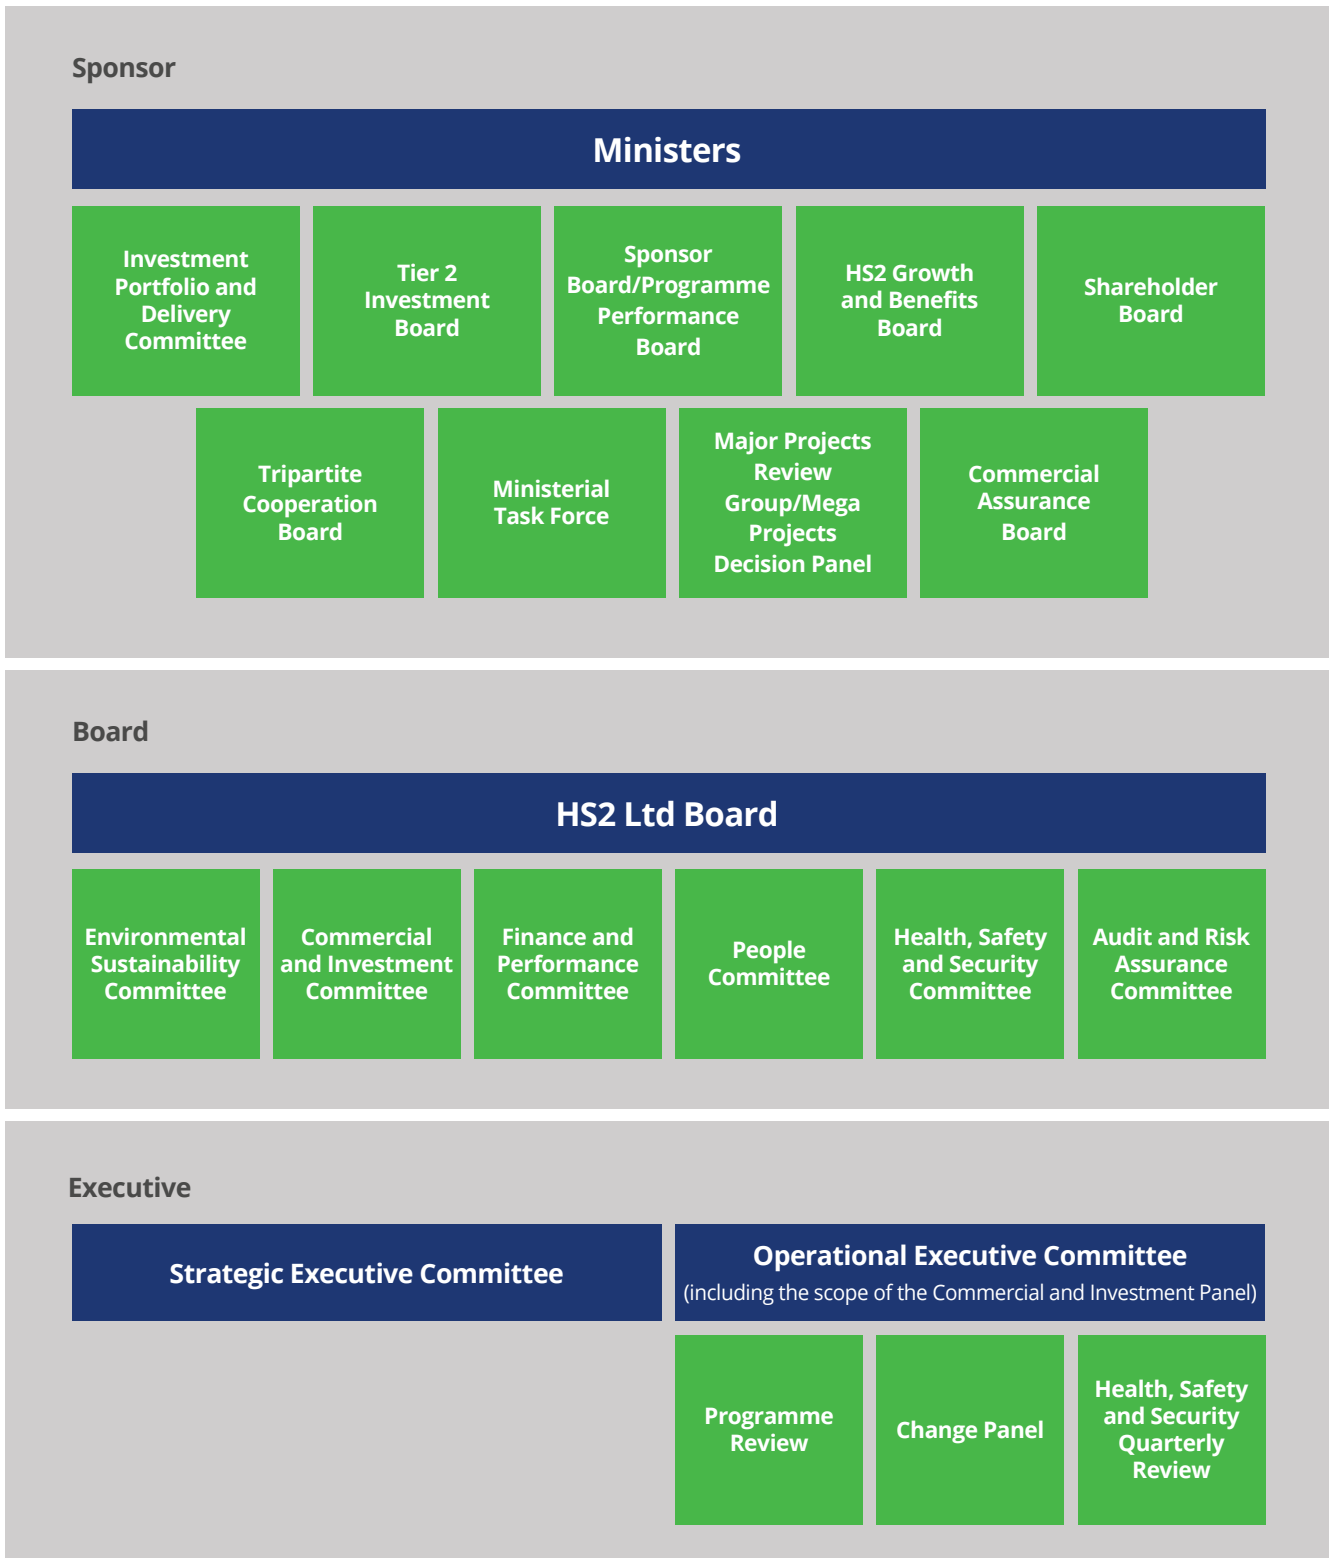 Sponsor
Ministers
Investment
Portfolio and
Delivery
Committee
Tier 2
Investment
Board
Sponsor
Board/Programme
Performance
Board
HS2 Growth
and Benefits
Board
Shareholder
Board
Tripartite
Cooperation
Board
Ministerial
Task Force
Major Projects
Review
Group/Mega
Projects
Decision Panel
Commercial
Assurance
Board
Board
HS2 Ltd Board
Environmental
Sustainability
Committee
Commercial
and Investment
Committee
Finance and
Performance
Committee
People
Committee
Health, Safety
and Security
Committee
Audit and Risk
Assurance
Committee
Executive
Strategic Executive Committee
Operational Executive Committee
(including the scope of the Commercial and Investment Panel)
Programme
Review
Change Panel
Health, Safety
and Security
Quarterly
Review